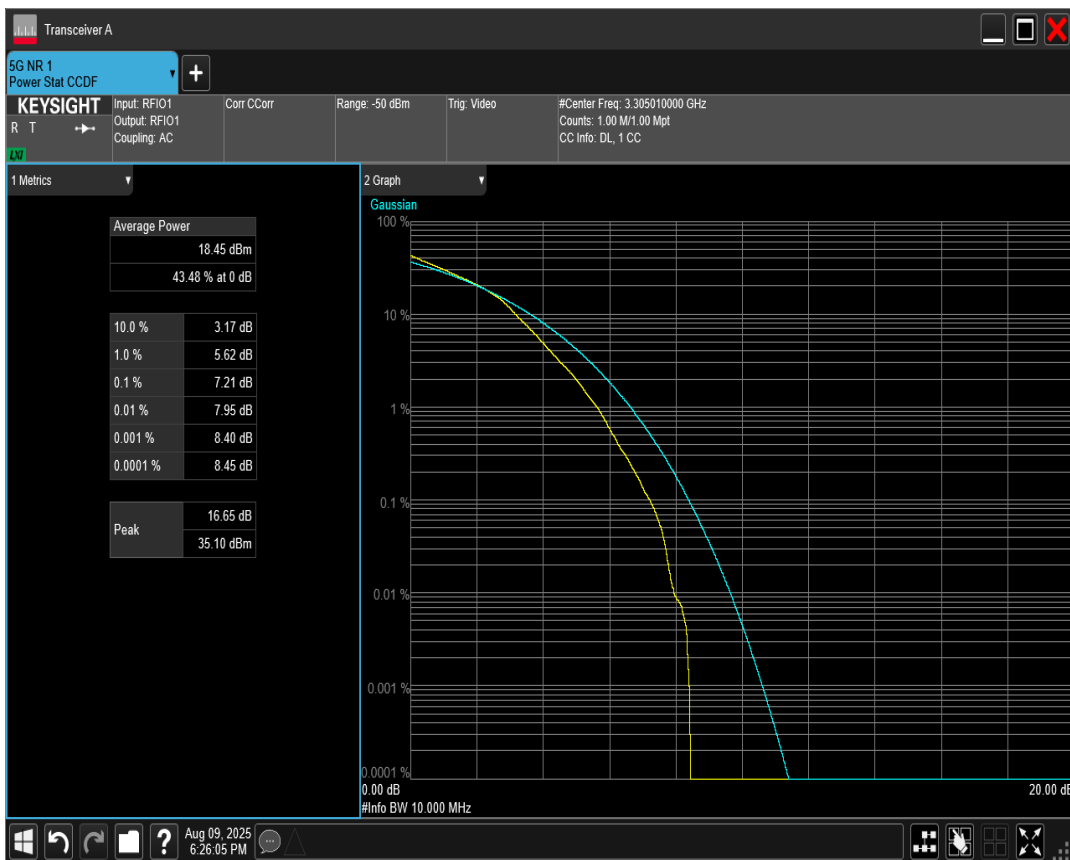 Transceiver A
5G NR 1
Power Stat CCDF
+
KEYSIGHT
R T
LXI
Input: RFIO1
Output: RFIO1
Coupling: AC
Corr CCorr
Range: -50 dBm
Trig: Video
#Center Freq: 3.305010000 GHz
Counts: 1.00 M/1.00 Mpt
CC Info: DL, 1 CC
1 Metrics
Average Power
18.45 dBm
43.48 % at 0 dB
10.0 % 3.17 dB
1.0 % 5.62 dB
0.1 % 7.21 dB
0.01 % 7.95 dB
0.001 % 8.40 dB
0.0001 % 8.45 dB
Peak
16.65 dB
35.10 dBm
2 Graph
Gaussian
100 %
10 %
1 %
0.1 %
0.01 %
0.001 %
0.0001 %
0.00 dB
20.00 dB
#Info BW 10.000 MHz
?
Aug 09, 2025
6:26:05 PM